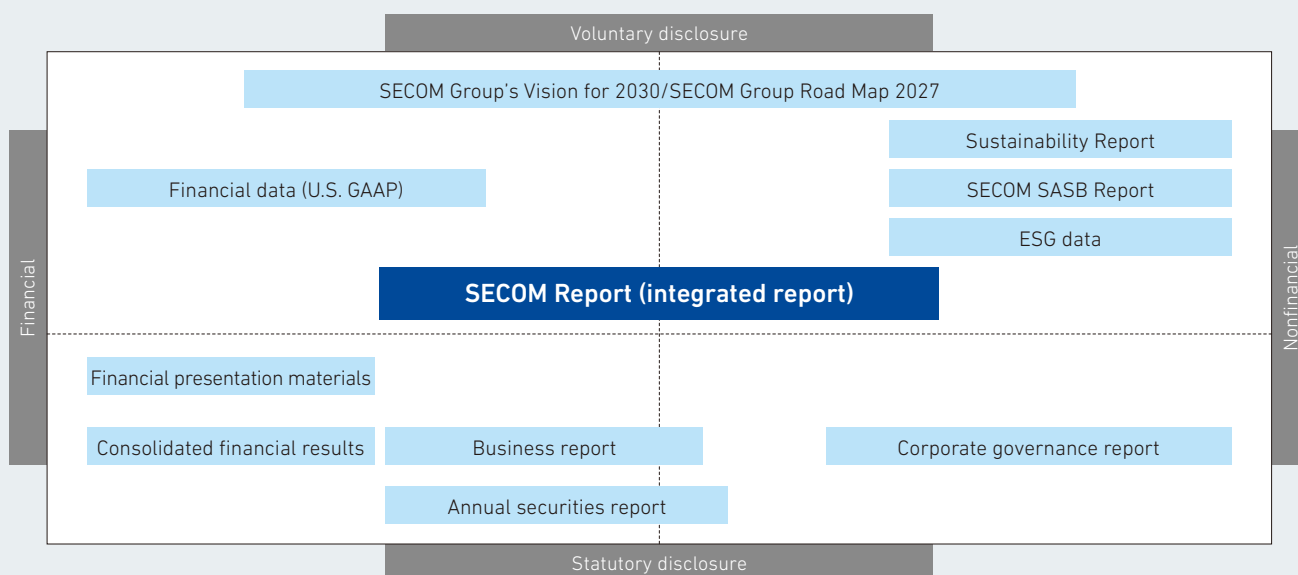 Voluntary disclosure
SECOM Group’s Vision for 2030/SECOM Group Road Map 2027
Sustainability Report
Financial data (U.S. GAAP)
SECOM SASB Report
ESG data
Financial
SECOM Report (integrated report)
Nonfinancial
Financial presentation materials
Consolidated financial results
Business report
Corporate governance report
Annual securities report
Statutory disclosure